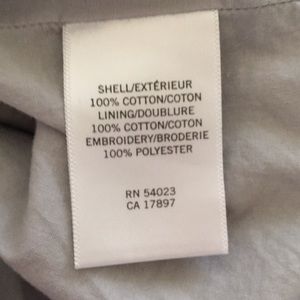 SHELL/EXTÉRIEUR
100% COTTON/COTON
LINING/DOUBLURE
100% COTTON/COTON
EMBROIDERY/BRODERIE
100% POLYESTER
RN 54023
CA 17897